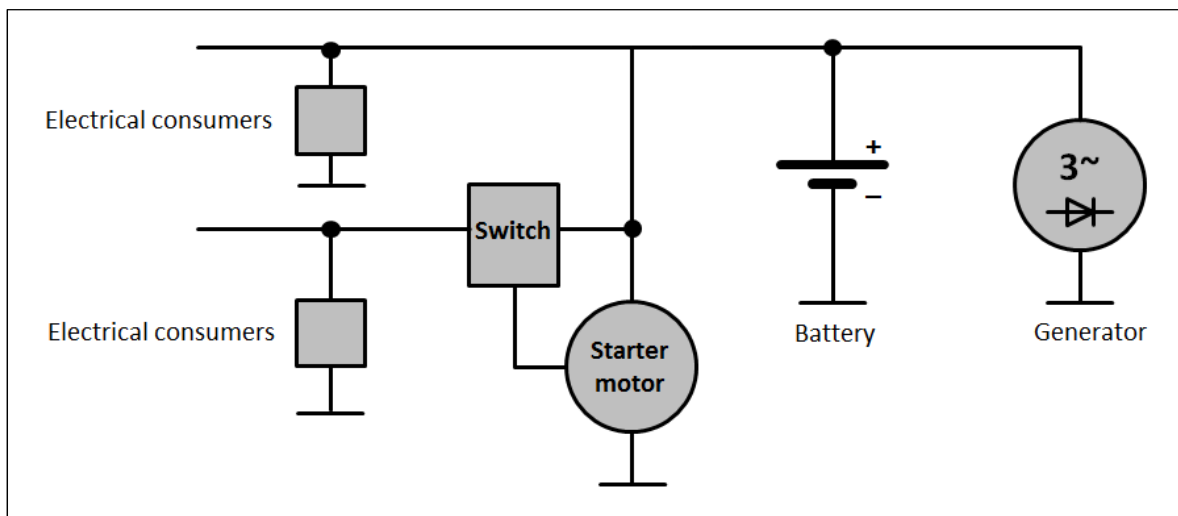 Electrical consumers
+
–
3~
Switch
Electrical consumers
Starter
motor
Battery
Generator